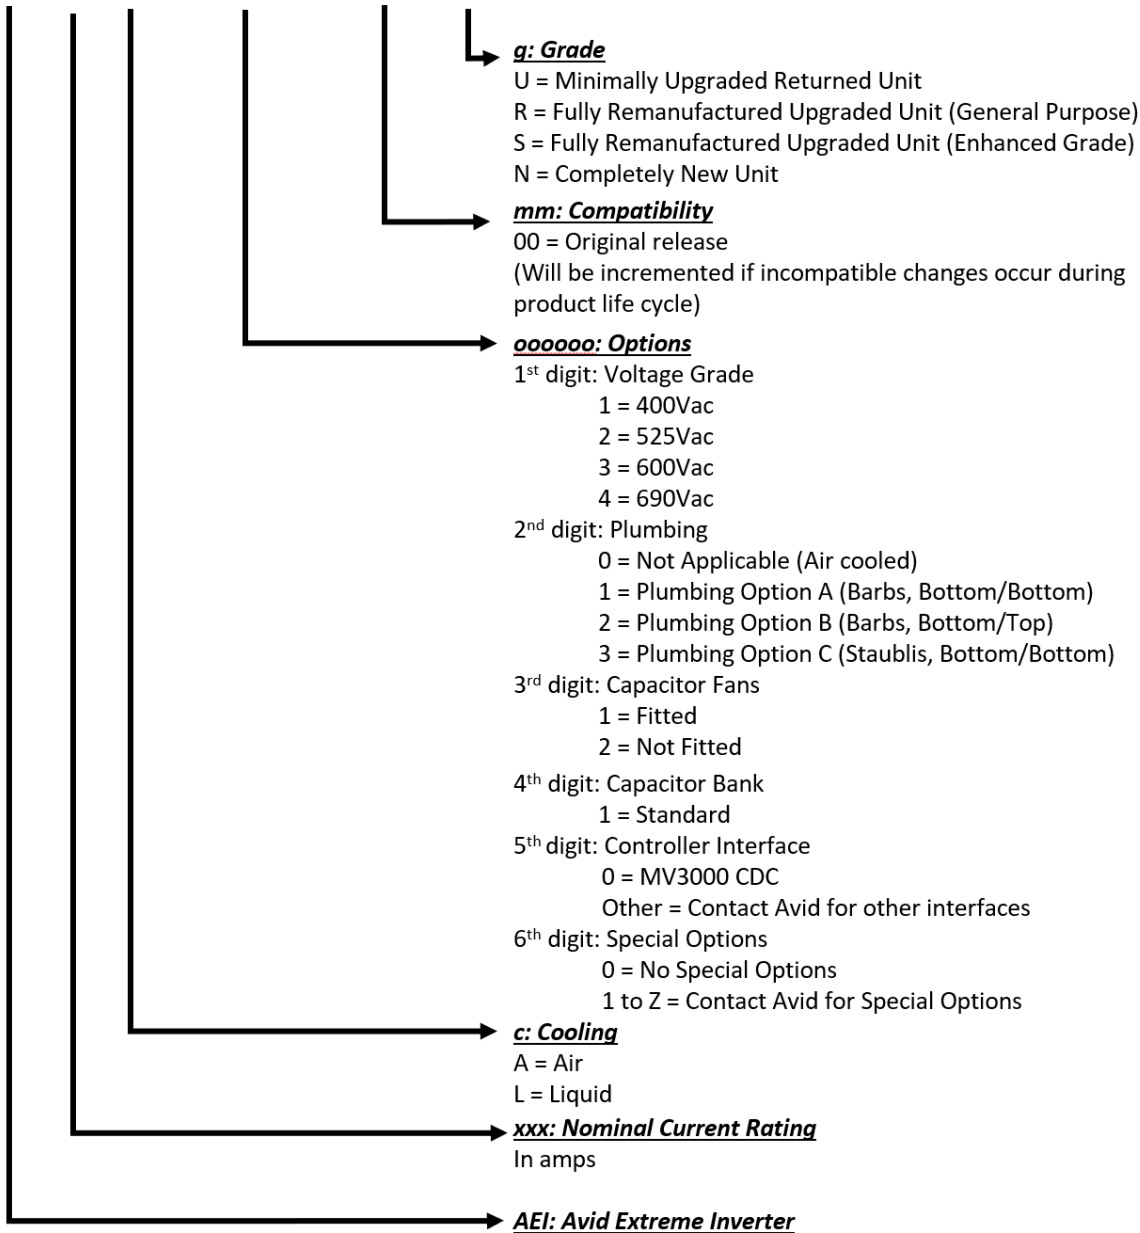 g: Grade
U = Minimally Upgraded Returned Unit
R = Fully Remanufactured Upgraded Unit (General Purpose)
S = Fully Remanufactured Upgraded Unit (Enhanced Grade)
N = Completely New Unit
mm: Compatibility
00 = Original release
(Will be incremented if incompatible changes occur during
product life cycle)
oooooo: Options
1st digit: Voltage Grade
1 = 400Vac
2 = 525Vac
3 = 600Vac
4 = 690Vac
2nd digit: Plumbing
0 = Not Applicable (Air cooled)
1 = Plumbing Option A (Barbs, Bottom/Bottom)
2 = Plumbing Option B (Barbs, Bottom/Top)
3 = Plumbing Option C (Staublis, Bottom/Bottom)
3rd digit: Capacitor Fans
1 = Fitted
2 = Not Fitted
4th digit: Capacitor Bank
1 = Standard
5th digit: Controller Interface
0 = MV3000 CDC
Other = Contact Avid for other interfaces
6th digit: Special Options
0 = No Special Options
1 to Z = Contact Avid for Special Options
c: Cooling
A = Air
L = Liquid
xxx: Nominal Current Rating
In amps
AEI: Avid Extreme Inverter